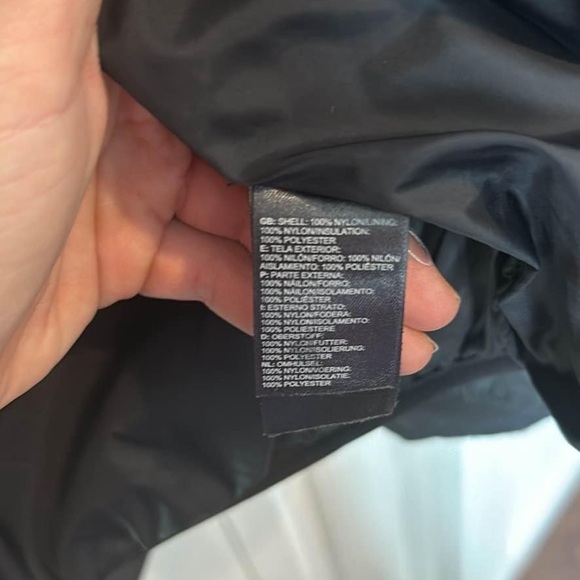 GB: SHELL: 100% NYLON/LINING:
100% NYLON/INSULATION:
100% POLYESTER
E: TELA EXTERIOR:
100% NILÓN/FORRO: 100% NILÓN/
AISLAMIENTO: 100% POLIÉSTER
P: PARTE EXTERNA:
100% NÁILON/FORRO:
100% NÁILON/ISOLAMENTO:
100% POLIÉSTER
I: ESTERNO STRATO:
100% NYLON/FODERA:
100% NYLON/ISOLAMENTO:
100% POLIESTERE
D: OBERSTOFF:
100% NYLON/FUTTER:
100% NYLON/ISOLIERUNG:
100% POLYESTER
NL: OMHULSEL:
100% NYLON/VOERING:
100% NYLON/ISOLATIE:
100% POLYESTER